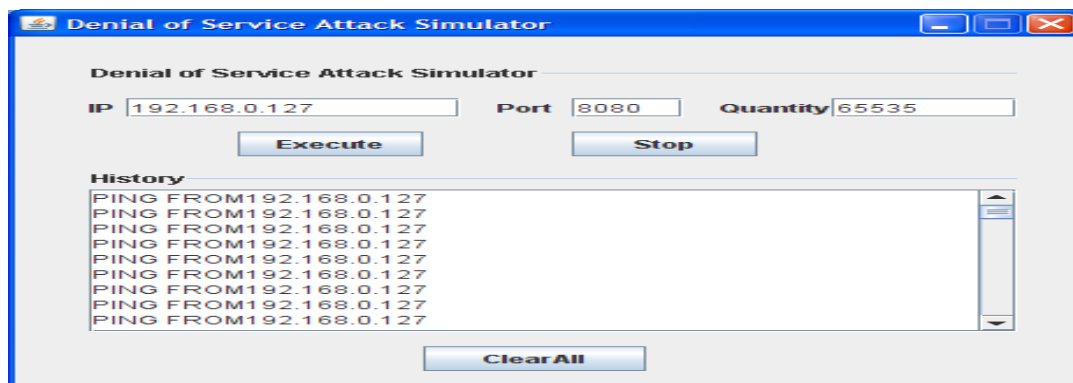 Denial of Service Attack Simulator
Denial of Service Attack Simulator
IP 192.168.0.127 Port 8080 Quantity 65535
Execute Stop
History
PING FROM192.168.0.127
PING FROM192.168.0.127
PING FROM192.168.0.127
PING FROM192.168.0.127
PING FROM192.168.0.127
PING FROM192.168.0.127
PING FROM192.168.0.127
PING FROM192.168.0.127
PING FROM192.168.0.127
ClearAll